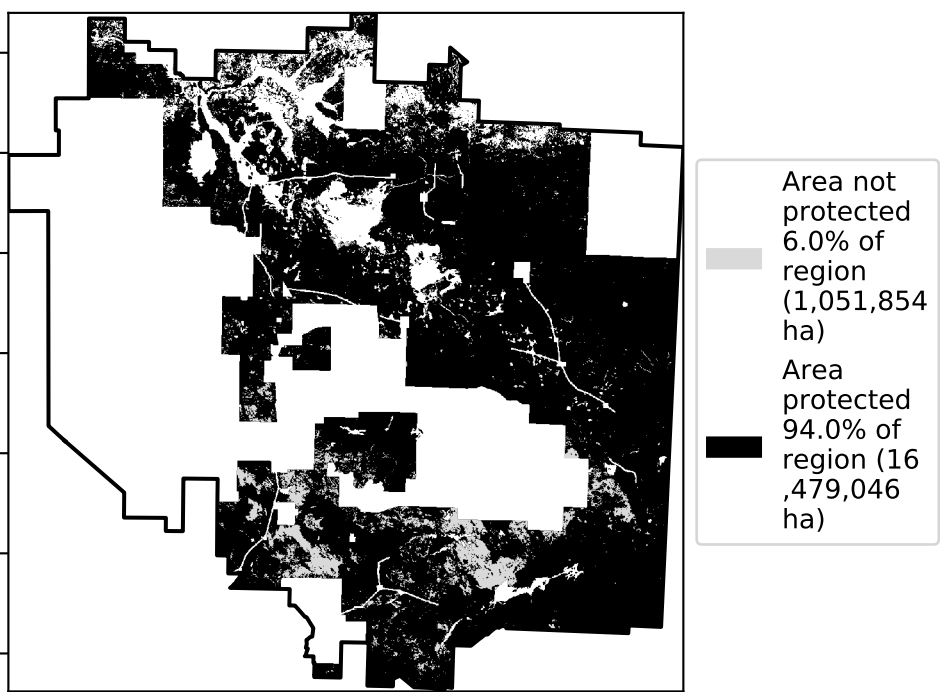 Area not
protected
6.0% of
region
(1,051,854
ha)
Area
protected
94.0% of
region (16
,479,046
ha)